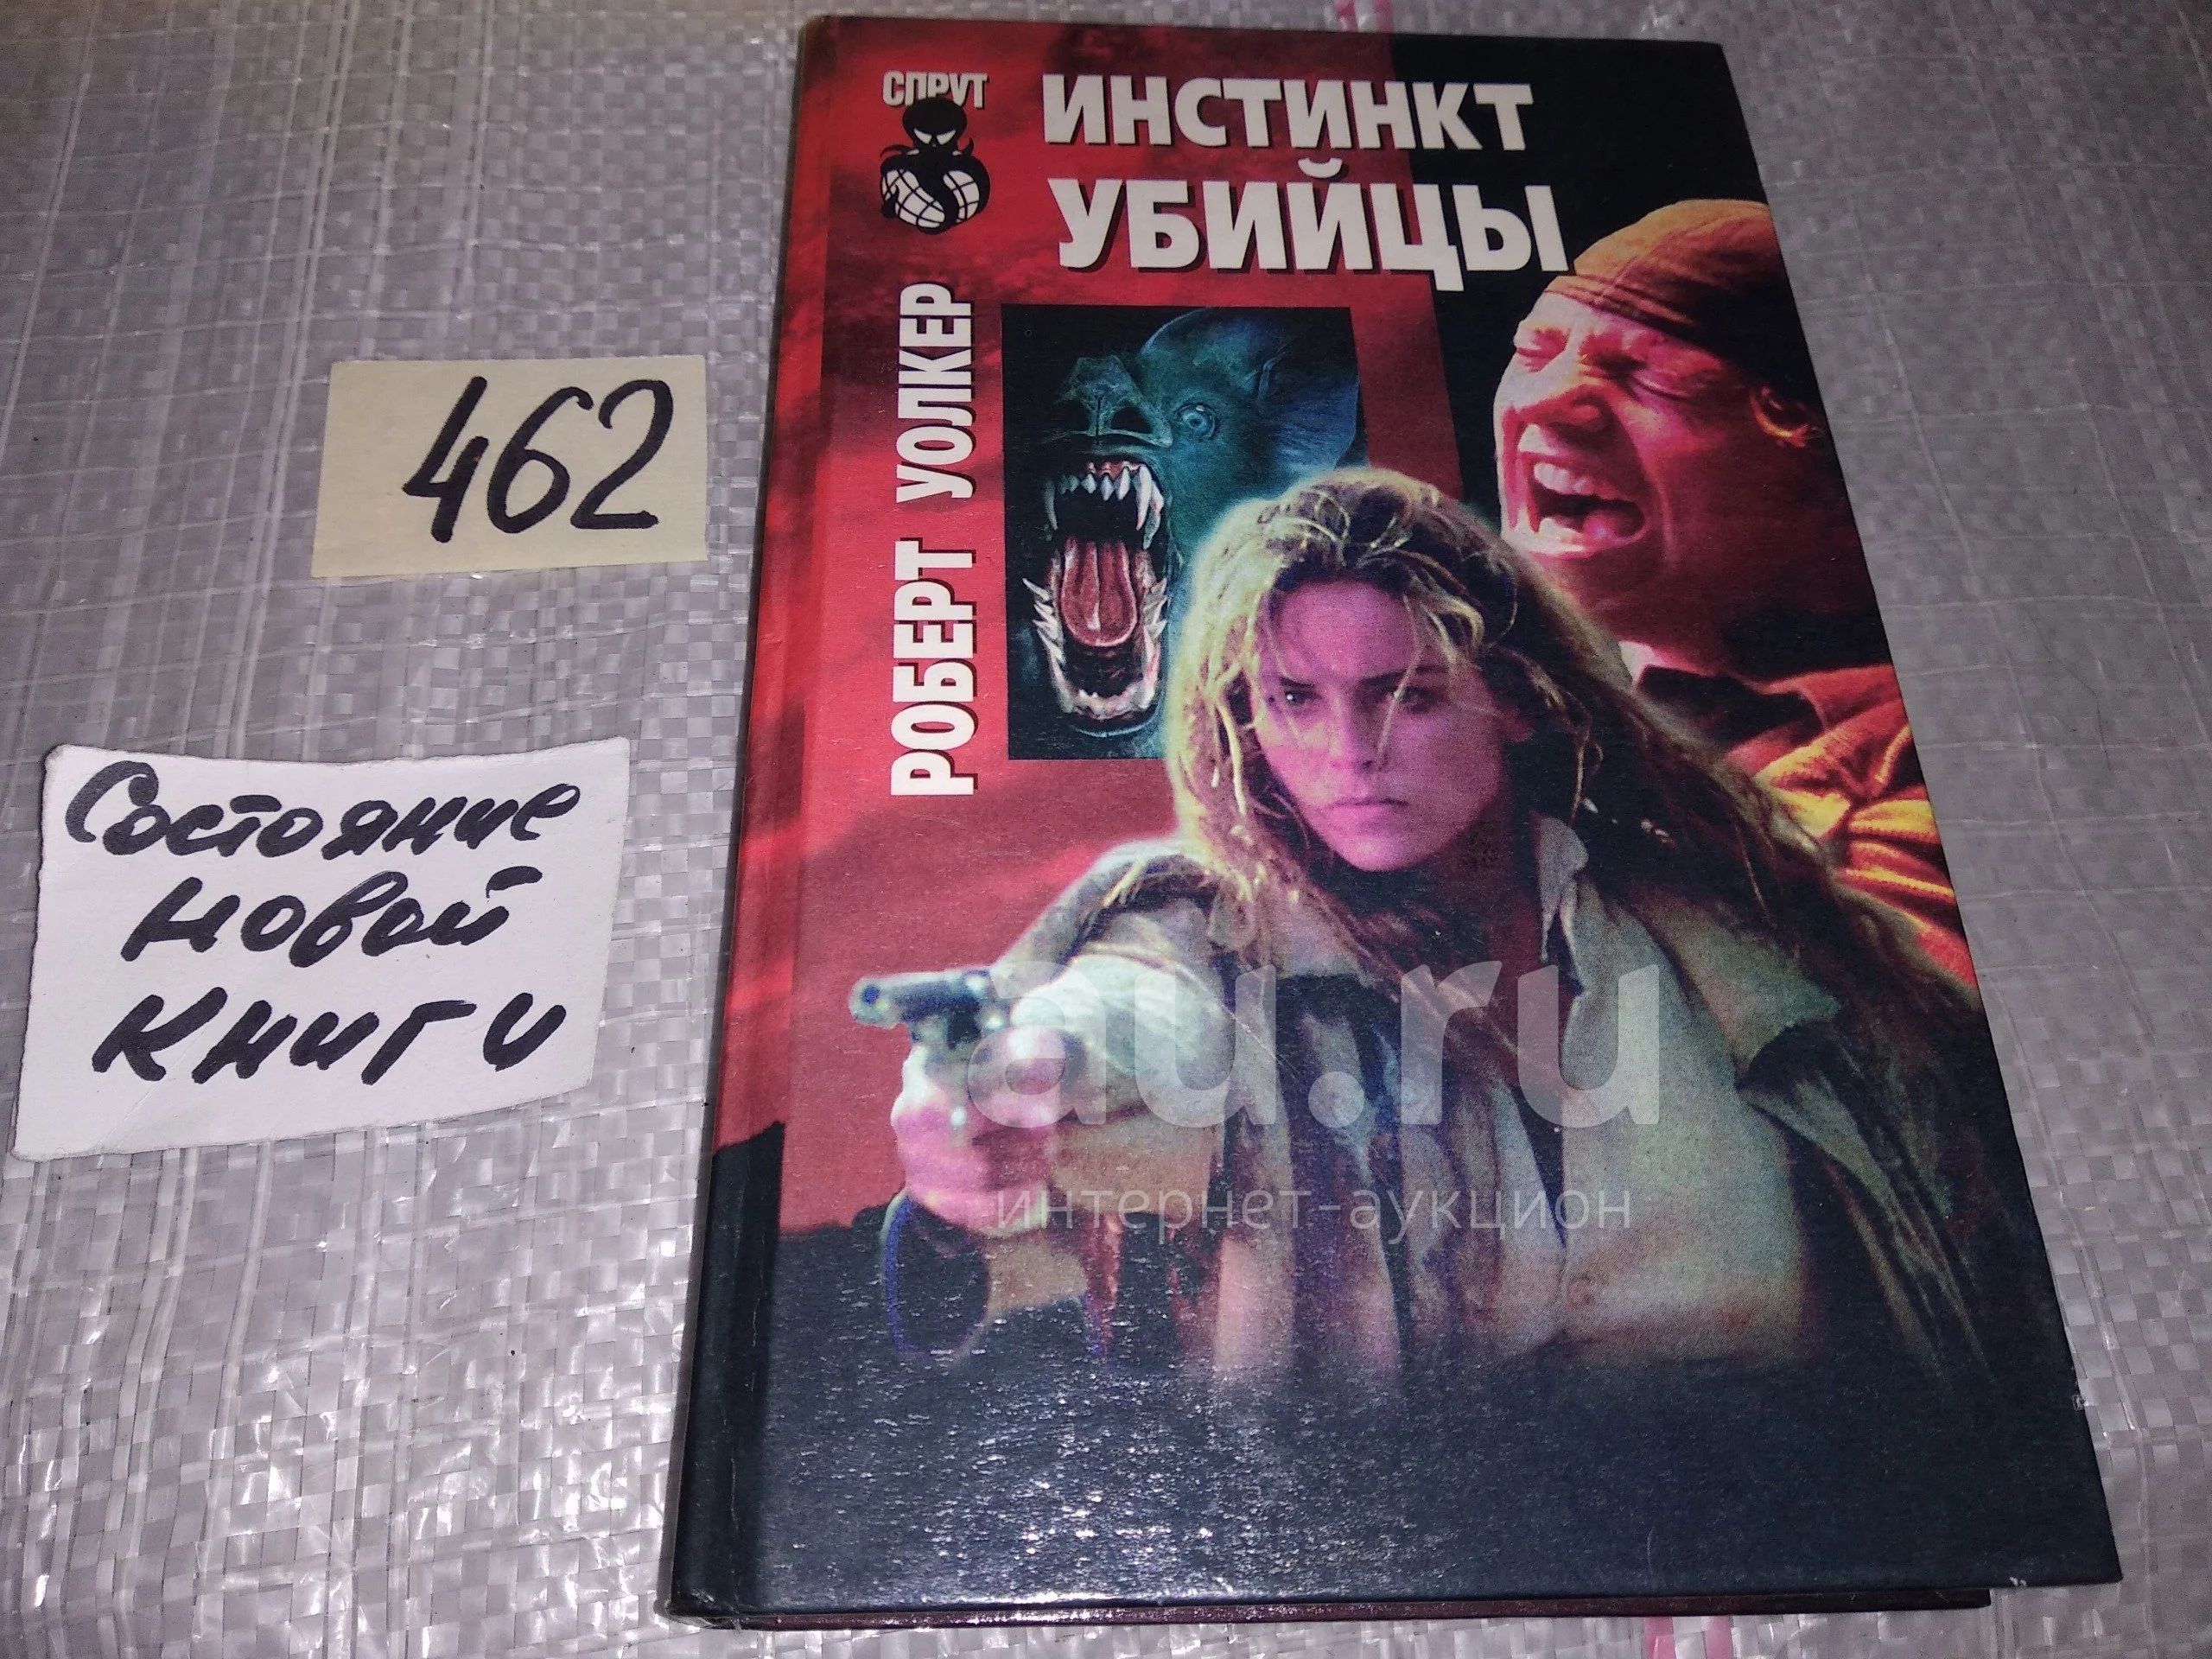 СПРУТ
ИНСТИНКТ
УБИЙЦЫ
РОБЕРТ УОЛКЕР
462
Состояние
новой
книги
au.ru
интернет-аукцион